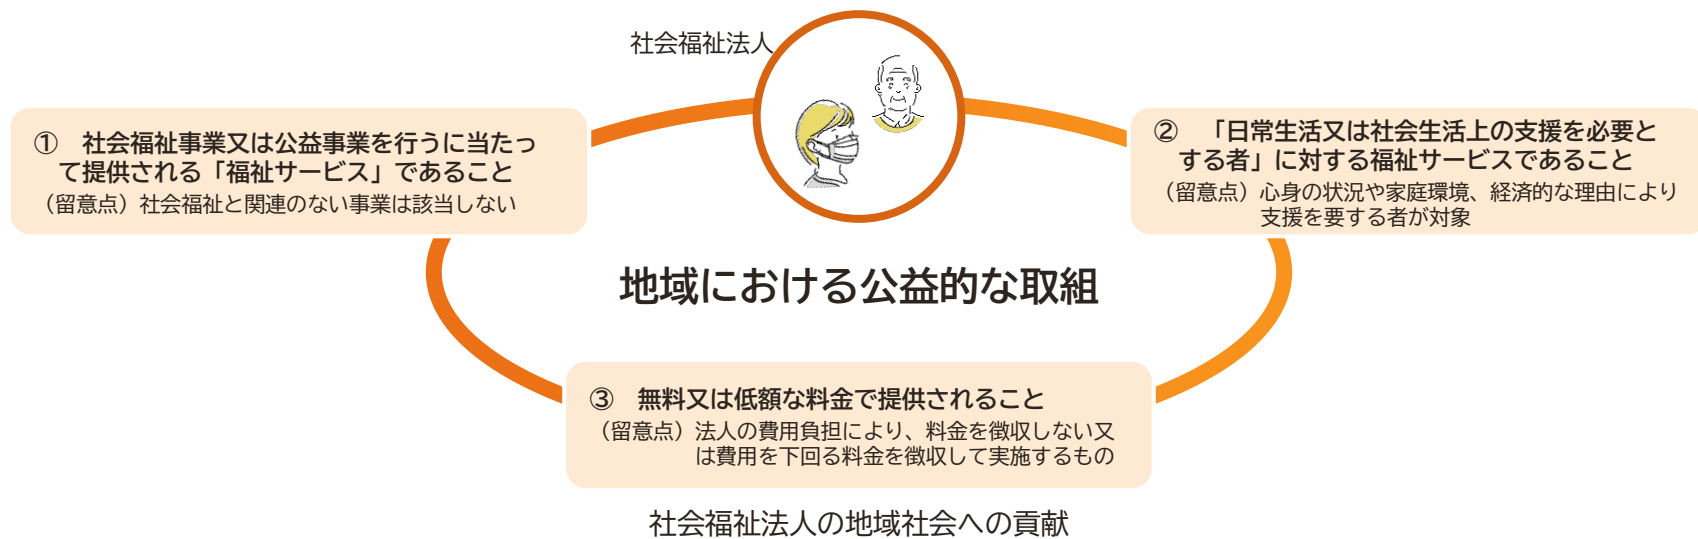 社会福祉法人
① 社会福祉事業又は公益事業を行うに当たっ
て提供される「福祉サービス」であること
（留意点）社会福祉と関連のない事業は該当しない
② 「日常生活又は社会生活上の支援を必要と
する者」に対する福祉サービスであること
（留意点）心身の状況や家庭環境、経済的な理由により
支援を要する者が対象
地域における公益的な取組
③ 無料又は低額な料金で提供されること
（留意点）法人の費用負担により、料金を徴収しない又
は費用を下回る料金を徴収して実施するもの
社会福祉法人の地域社会への貢献